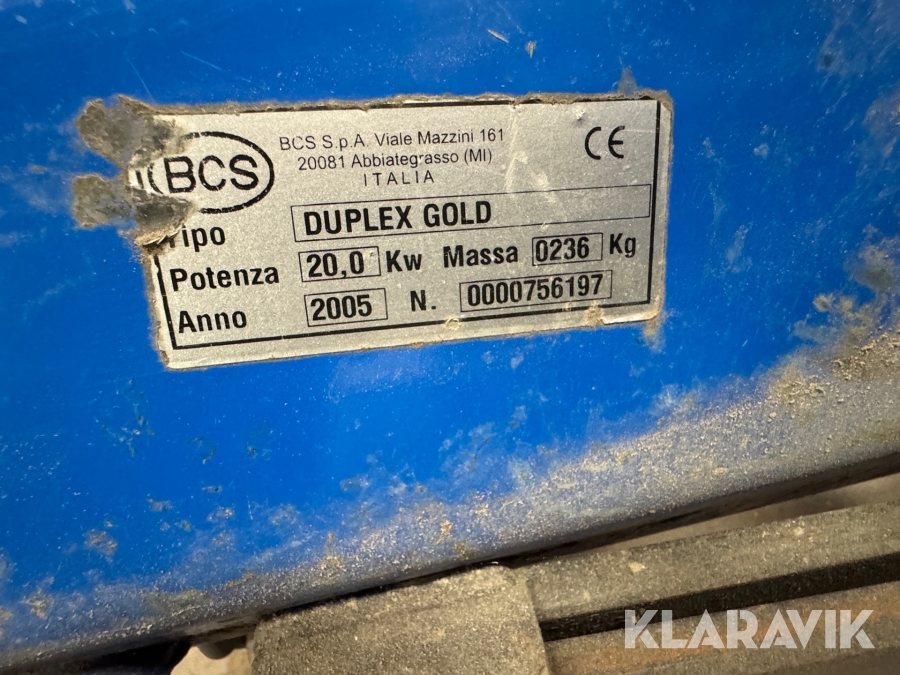 BCS
BCS S.p.A. Viale Mazzini 161
20081 Abbiategrasso (MI)
ITALIA
CE
Tipo DUPLEX GOLD
Potenza 20,0 Kw Massa 0236 Kg
Anno 2005 N. 0000756197
KLARAVIK